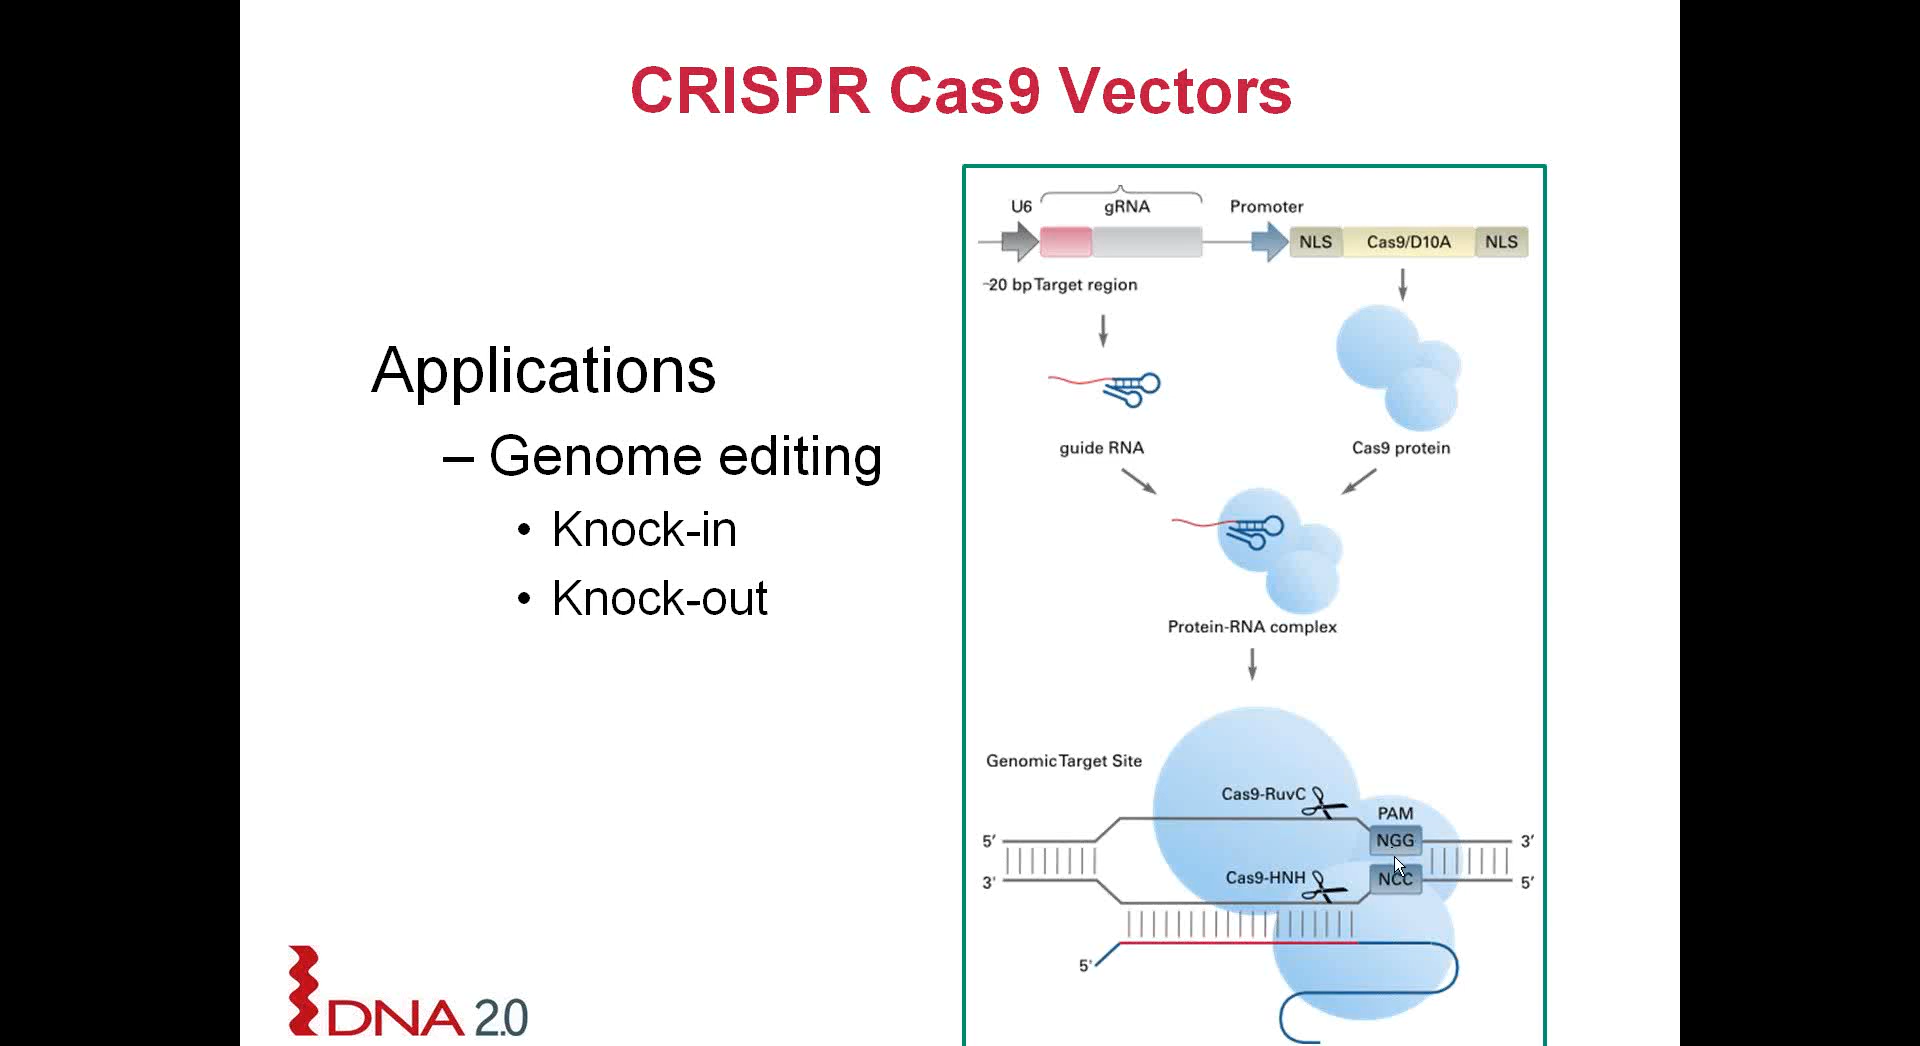 CRISPR Cas9 Vectors
Applications
– Genome editing
• Knock-in
• Knock-out
U6
gRNA
Promoter
NLS
Cas9/D10A
NLS
~20 bp Target region
guide RNA
Cas9 protein
Protein-RNA complex
Genomic Target Site
Cas9-RuvC
PAM
5′
NGG
3′
Cas9-HNH
3′
NCC
5′
5′
DNA 2.0